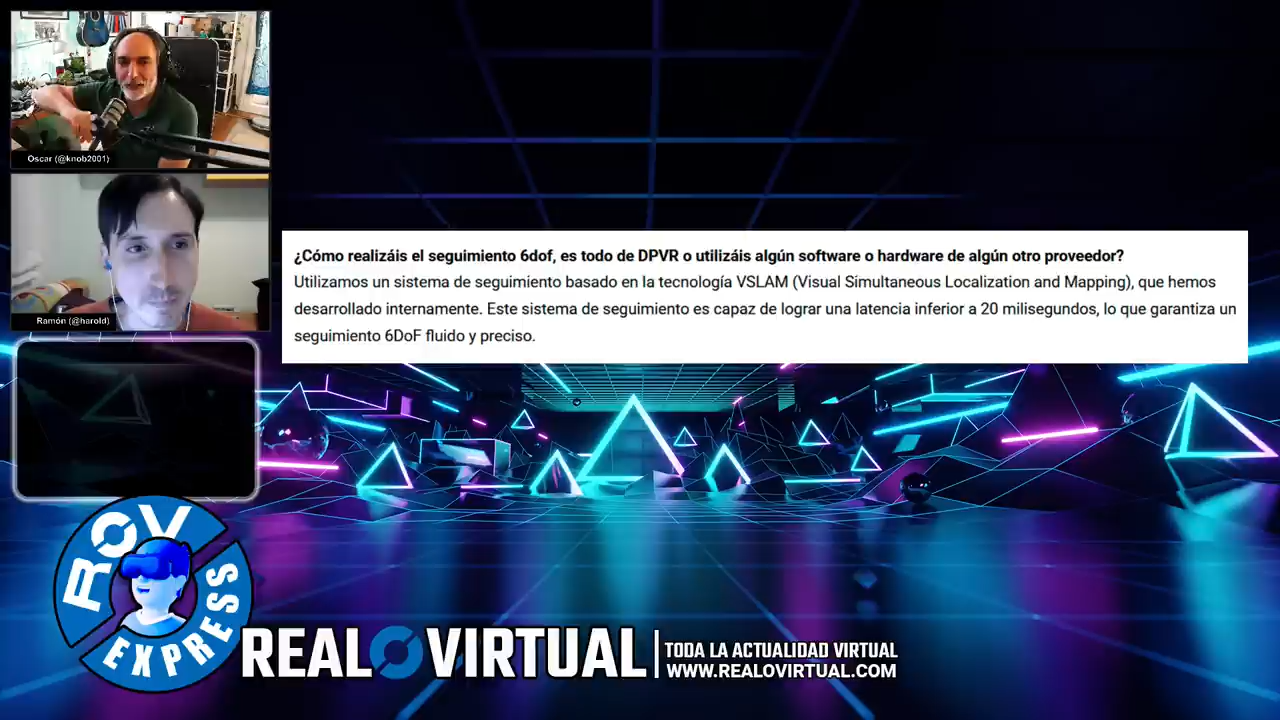 Oscar (@knob2001)
Ramón (@harold)
¿Cómo realizáis el seguimiento 6dof, es todo de DPVR o utilizáis algún software o hardware de algún otro proveedor?
Utilizamos un sistema de seguimiento basado en la tecnología VSLAM (Visual Simultaneous Localization and Mapping), que hemos
desarrollado internamente. Este sistema de seguimiento es capaz de lograr una latencia inferior a 20 milisegundos, lo que garantiza un
seguimiento 6DoF fluido y preciso.
ROV
EXPRESS
REAL O VIRTUAL
TODA LA ACTUALIDAD VIRTUAL
WWW.REALOVIRTUAL.COM